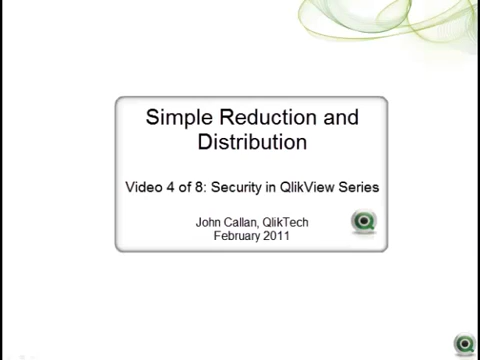 Simple Reduction and
Distribution
Video 4 of 8: Security in QlikView Series
John Callan, QlikTech
February 2011